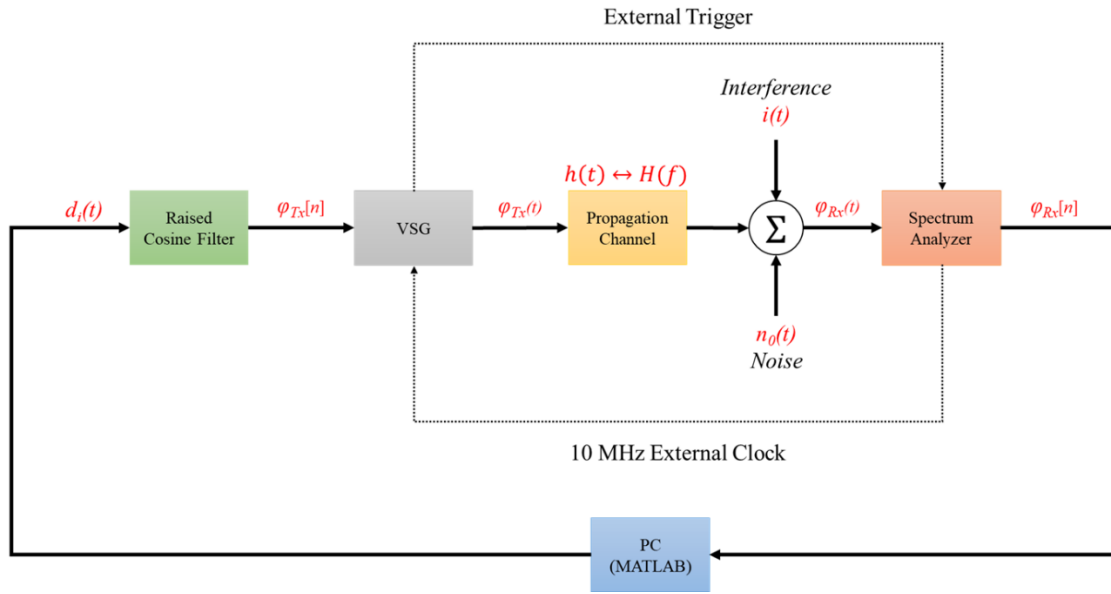 External Trigger
Interference
i(t)
h(t) ↔ H(f)
d_i(t)
Raised
Cosine Filter
φ_Tx[n]
VSG
φ_Tx(t)
Propagation
Channel
Σ
φ_Rx(t)
Spectrum
Analyzer
φ_Rx[n]
n_0(t)
Noise
10 MHz External Clock
PC
(MATLAB)